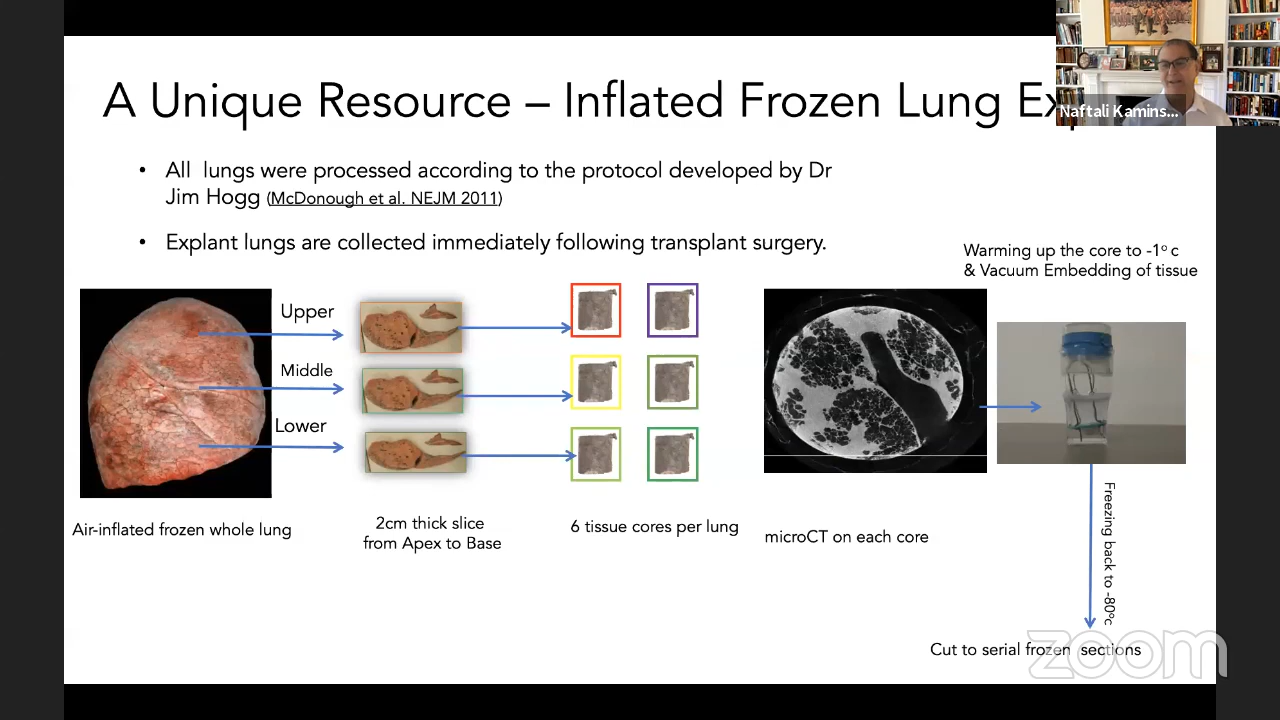 A Unique Resource – Inflated Frozen Lung Ex
Naftali Kamins...
• All lungs were processed according to the protocol developed by Dr
Jim Hogg (McDonough et al. NEJM 2011)
• Explant lungs are collected immediately following transplant surgery.
Warming up the core to -1° c
& Vacuum Embedding of tissue
Upper
Middle
Lower
Air-inflated frozen whole lung
2cm thick slice
from Apex to Base
6 tissue cores per lung
microCT on each core
Freezing back to -80°c
Cut to serial frozen sections
zoom